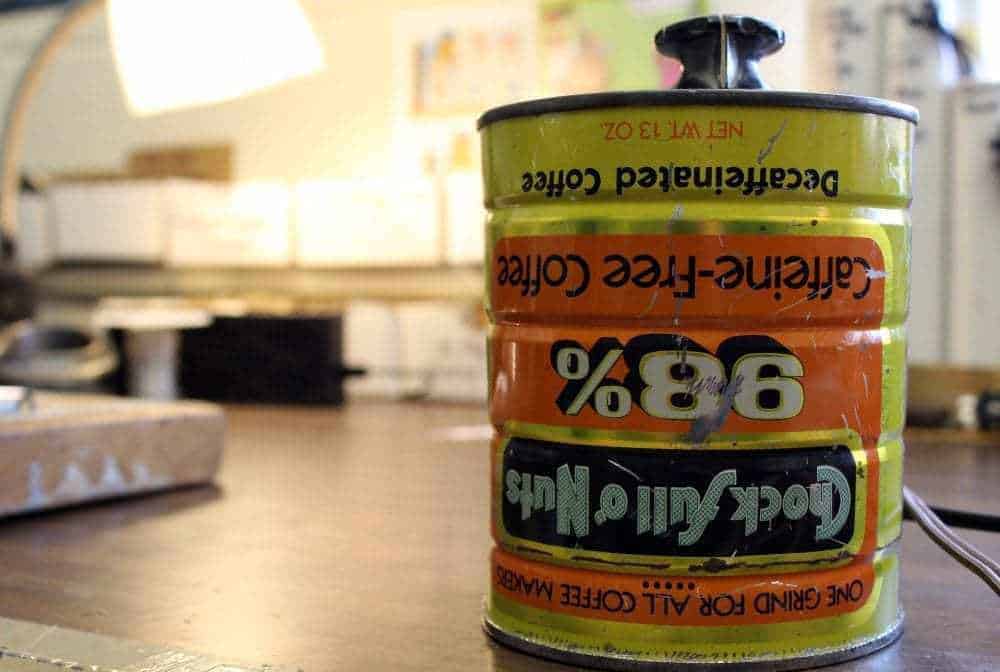 ONE GRIND FOR ALL COFFEE MAKERS
Chock full o' Nuts
98%
Caffeine-Free Coffee
Decaffeinated Coffee
NET WT. 13 OZ.